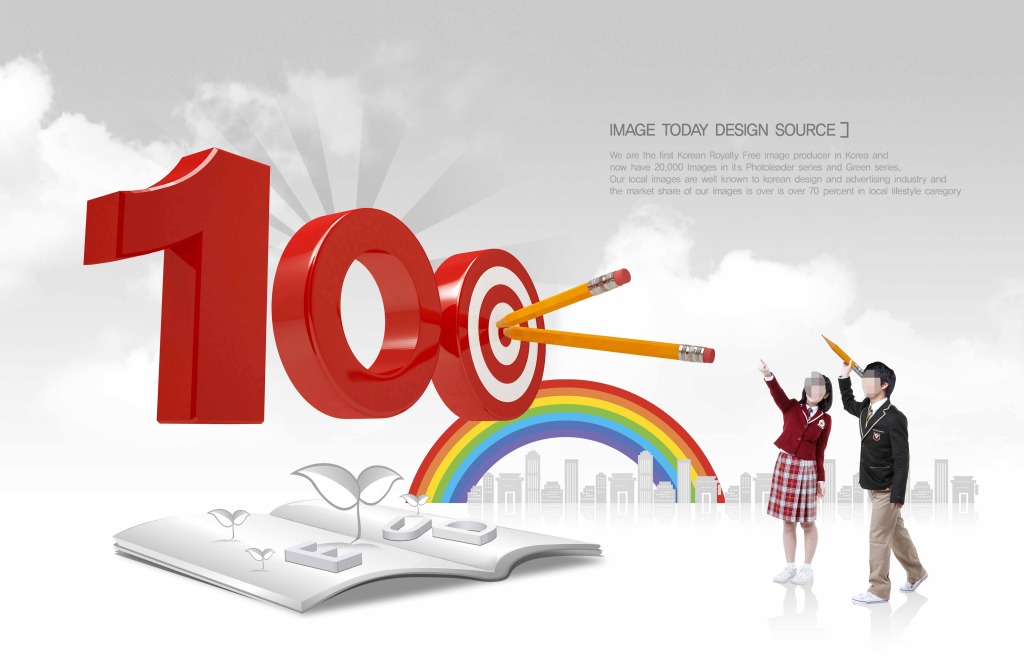 IMAGE TODAY DESIGN SOURCE
We are the first Korean Royalty Free image producer in Korea and
now have 20,000 Images in it's Photoleader series and Green series,
Our local images are well known to korean design and advertising industry and
the market share of our images is over is over 70 percent in local lifestyle caregory
100
E U D